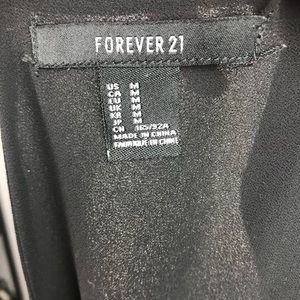 FOREVER 21
US M
CA M
EU M
UK M
KR M
JP M
CN 165/92A
MADE IN CHINA
FABRIQUÉ EN CHINE